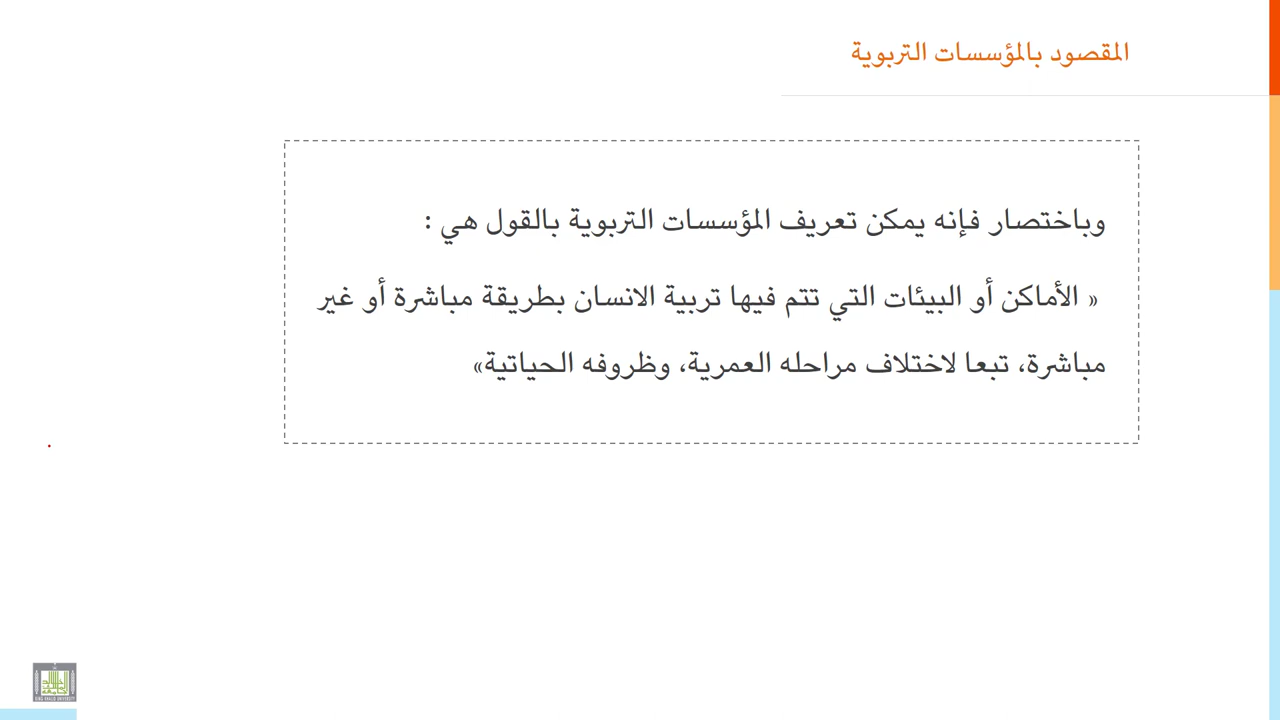 المقصود بالمؤسسات التربوية
وباختصار فإنه يمكن تعريف المؤسسات التربوية بالقول هي :
« الأماكن أو البيئات التي تتم فيها تربية الانسان بطريقة مباشرة أو غير
مباشرة، تبعا لاختلاف مراحله العمرية، وظروفه الحياتية»